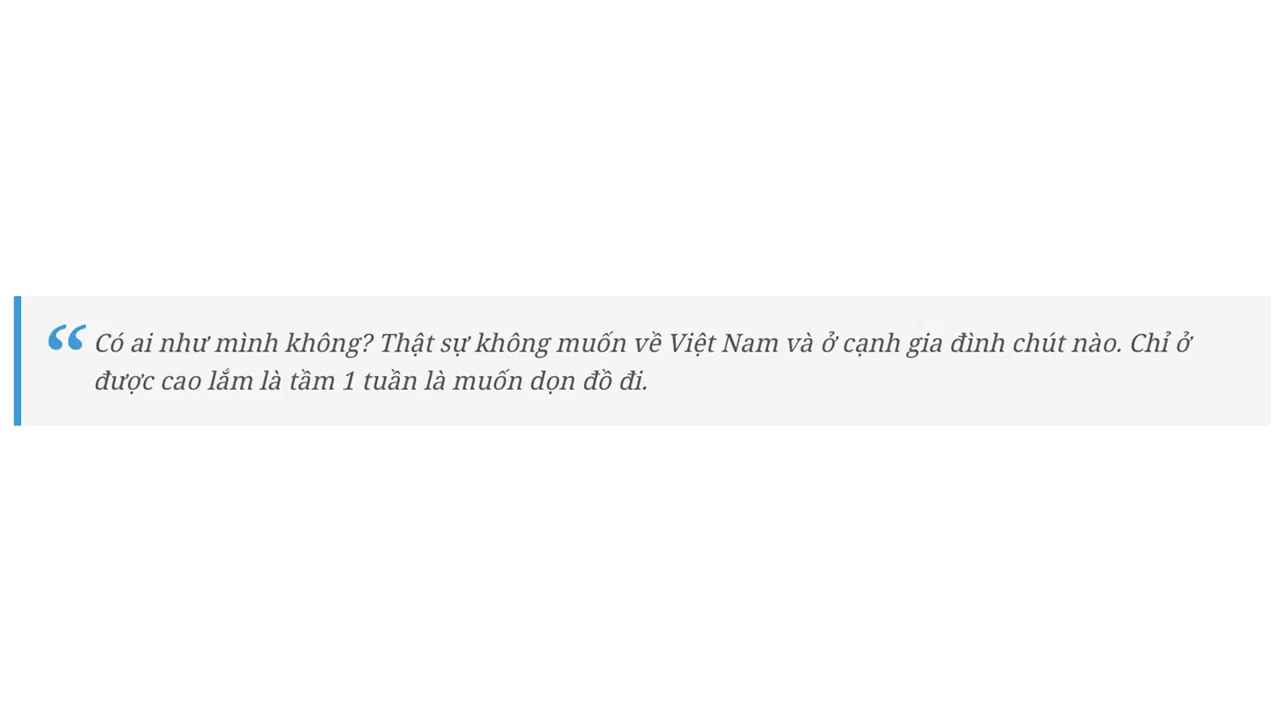 “ Có ai như mình không? Thật sự không muốn về Việt Nam và ở cạnh gia đình chút nào. Chỉ ở
được cao lắm là tầm 1 tuần là muốn dọn đồ đi.